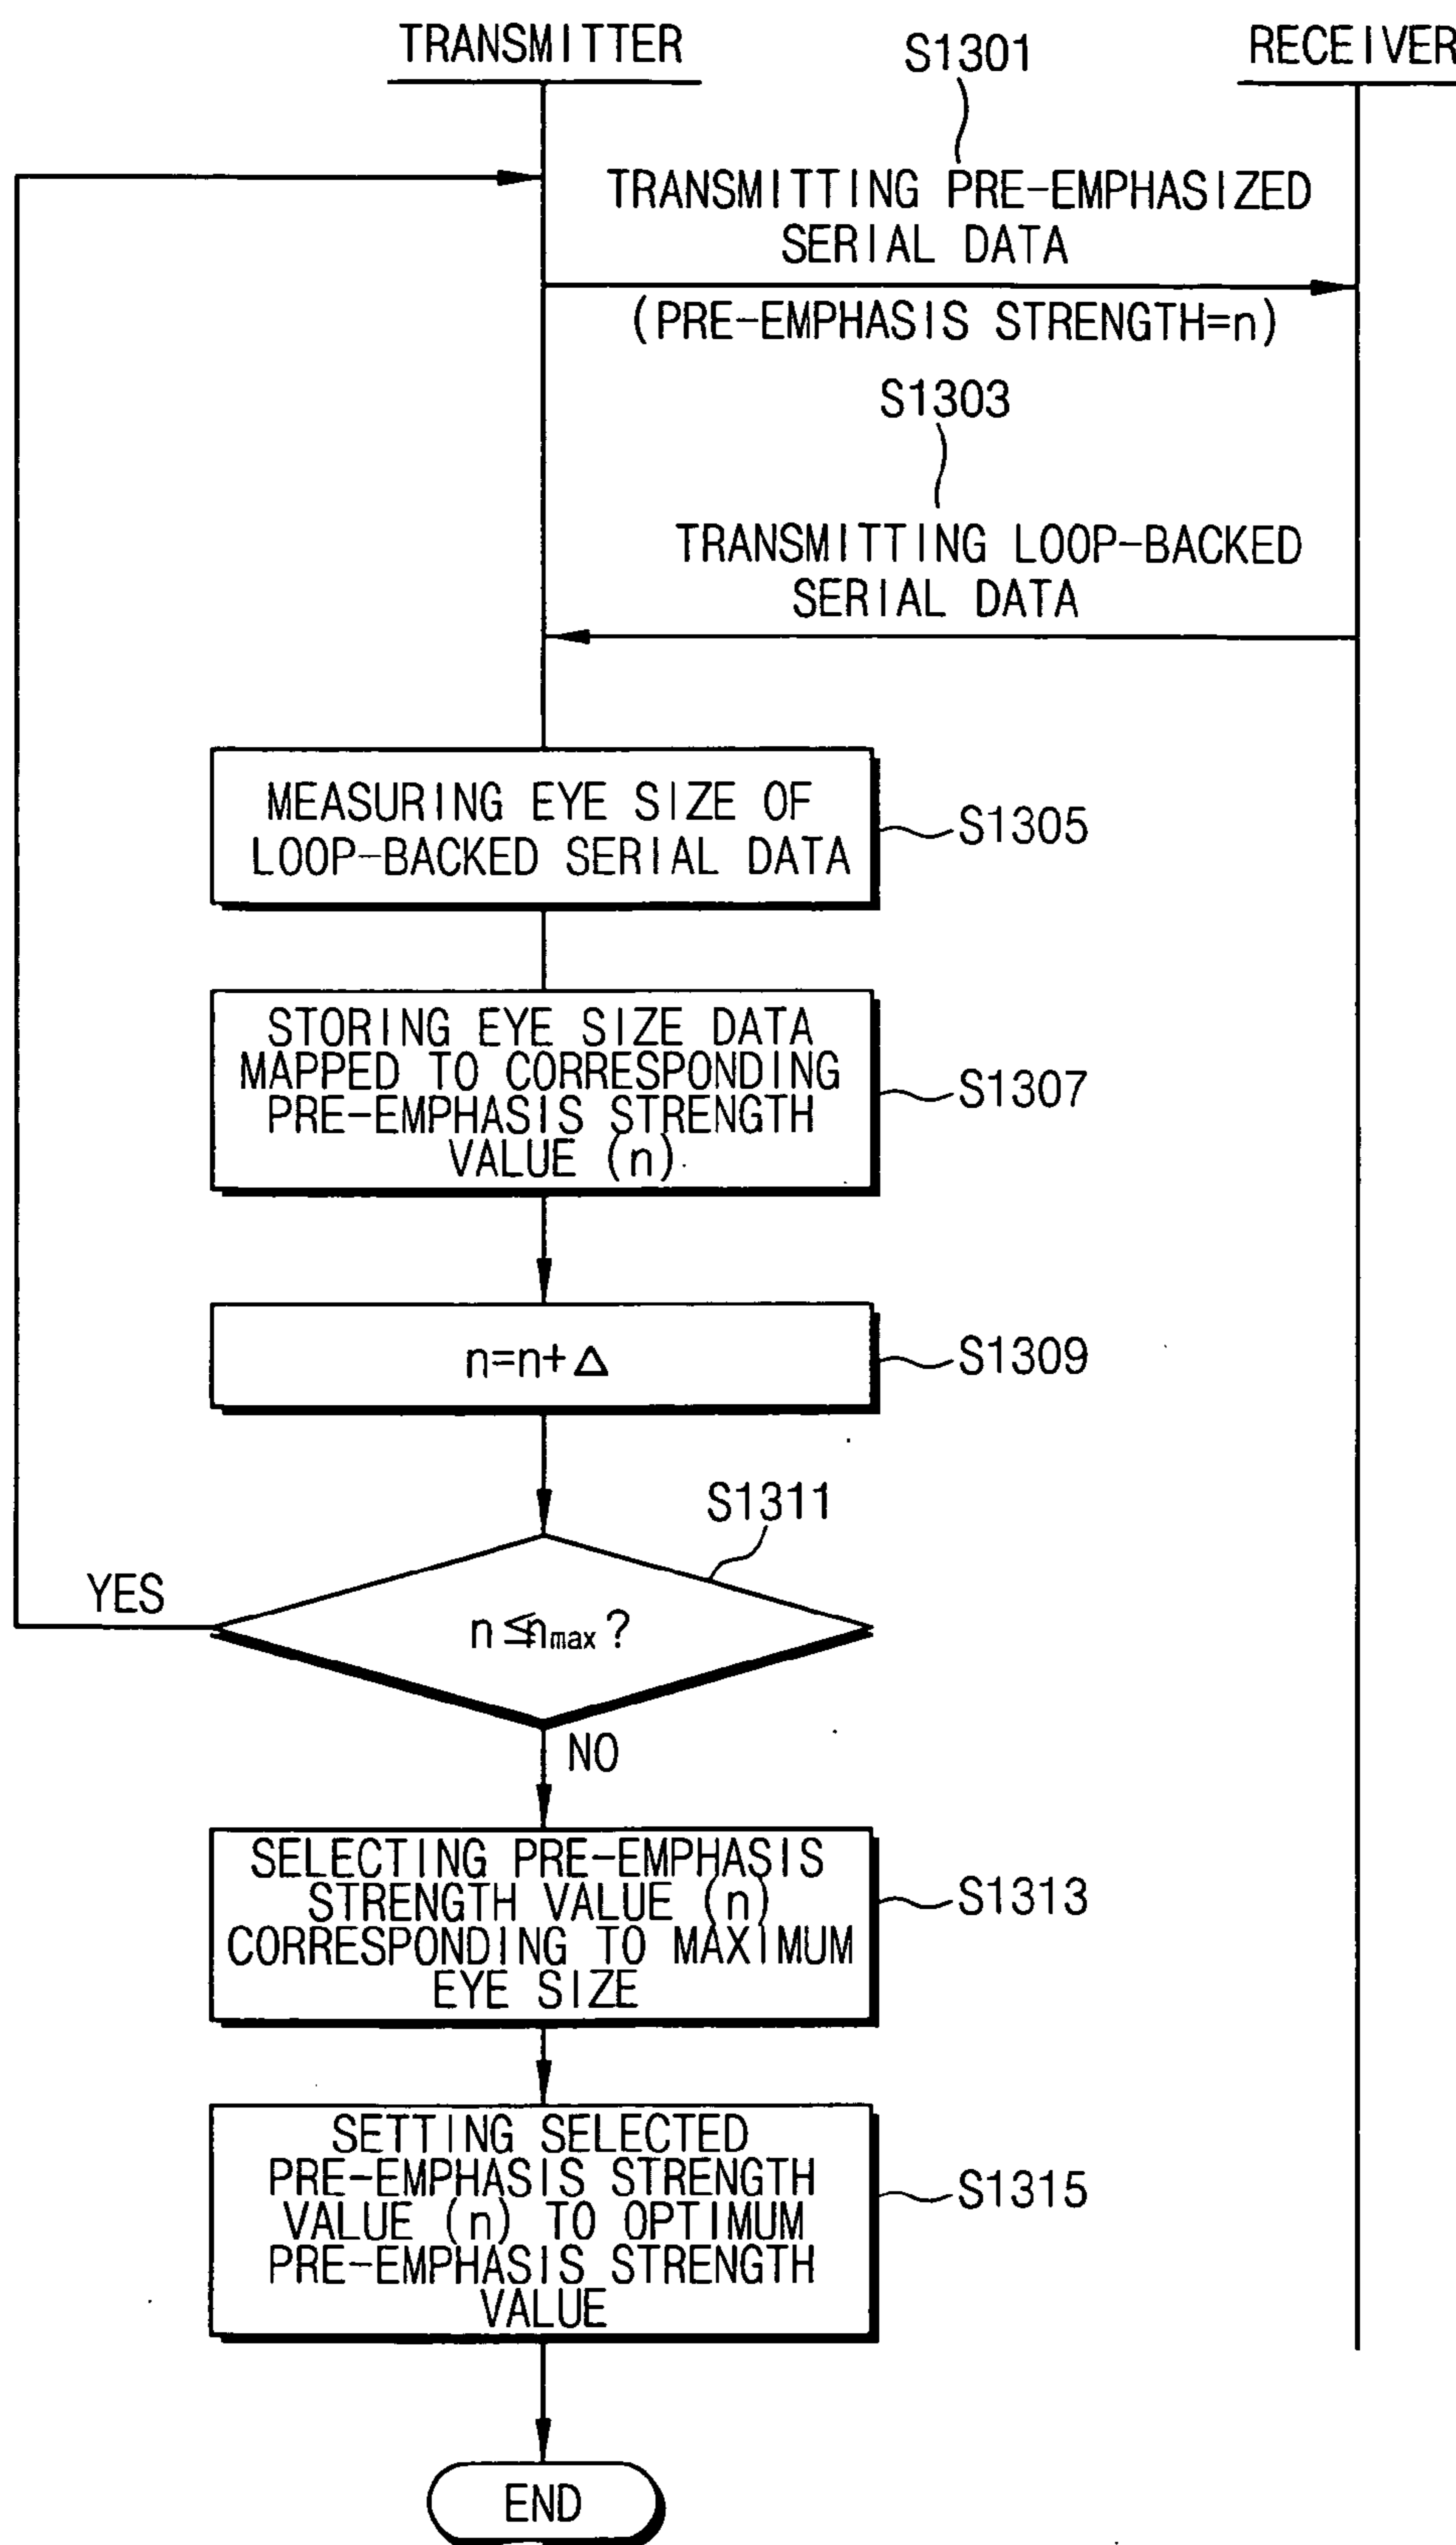 TRANSMITTER
S1301
RECEIVER
TRANSMITTING PRE-EMPHASIZED
SERIAL DATA
(PRE-EMPHASIS STRENGTH=n)
S1303
TRANSMITTING LOOP-BACKED
SERIAL DATA
MEASURING EYE SIZE OF
LOOP-BACKED SERIAL DATA
S1305
STORING EYE SIZE DATA
MAPPED TO CORRESPONDING
PRE-EMPHASIS STRENGTH
VALUE (n)
S1307
n=n+Δ
S1309
S1311
YES
n≦nmax?
NO
SELECTING PRE-EMPHASIS
STRENGTH VALUE (n)
CORRESPONDING TO MAXIMUM
EYE SIZE
S1313
SETTING SELECTED
PRE-EMPHASIS STRENGTH
VALUE (n) TO OPTIMUM
PRE-EMPHASIS STRENGTH
VALUE
S1315
END